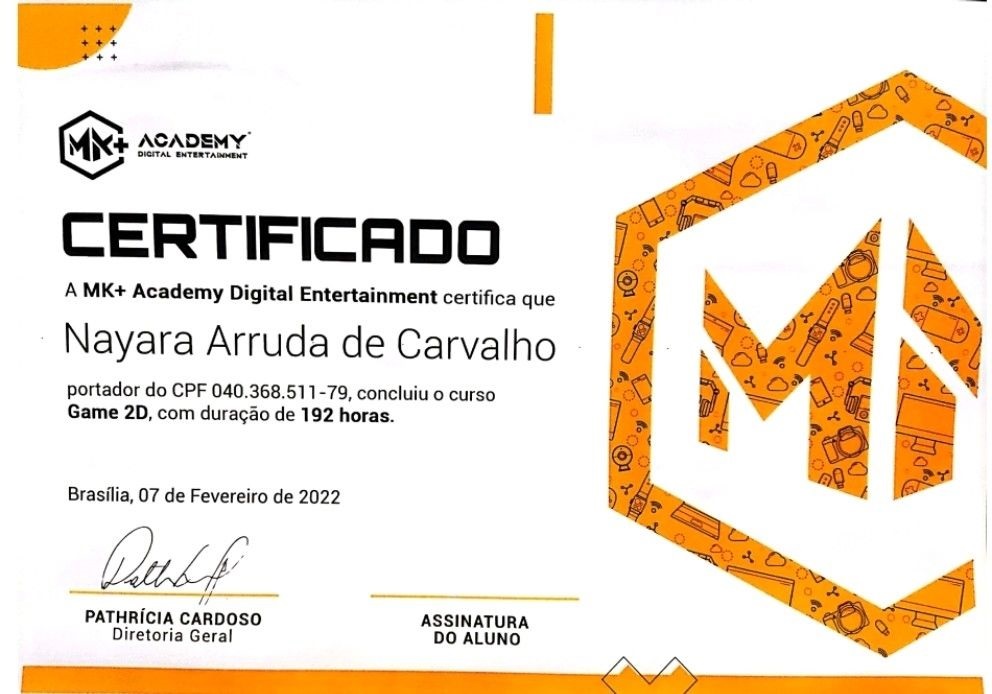 MK+ ACADEMY
DIGITAL ENTERTAINMENT
CERTIFICADO
A MK+ Academy Digital Entertainment certifica que
Nayara Arruda de Carvalho
portador do CPF 040.368.511-79, concluiu o curso
Game 2D, com duração de 192 horas.
Brasília, 07 de Fevereiro de 2022
PATHRÍCIA CARDOSO
Diretoria Geral
ASSINATURA
DO ALUNO